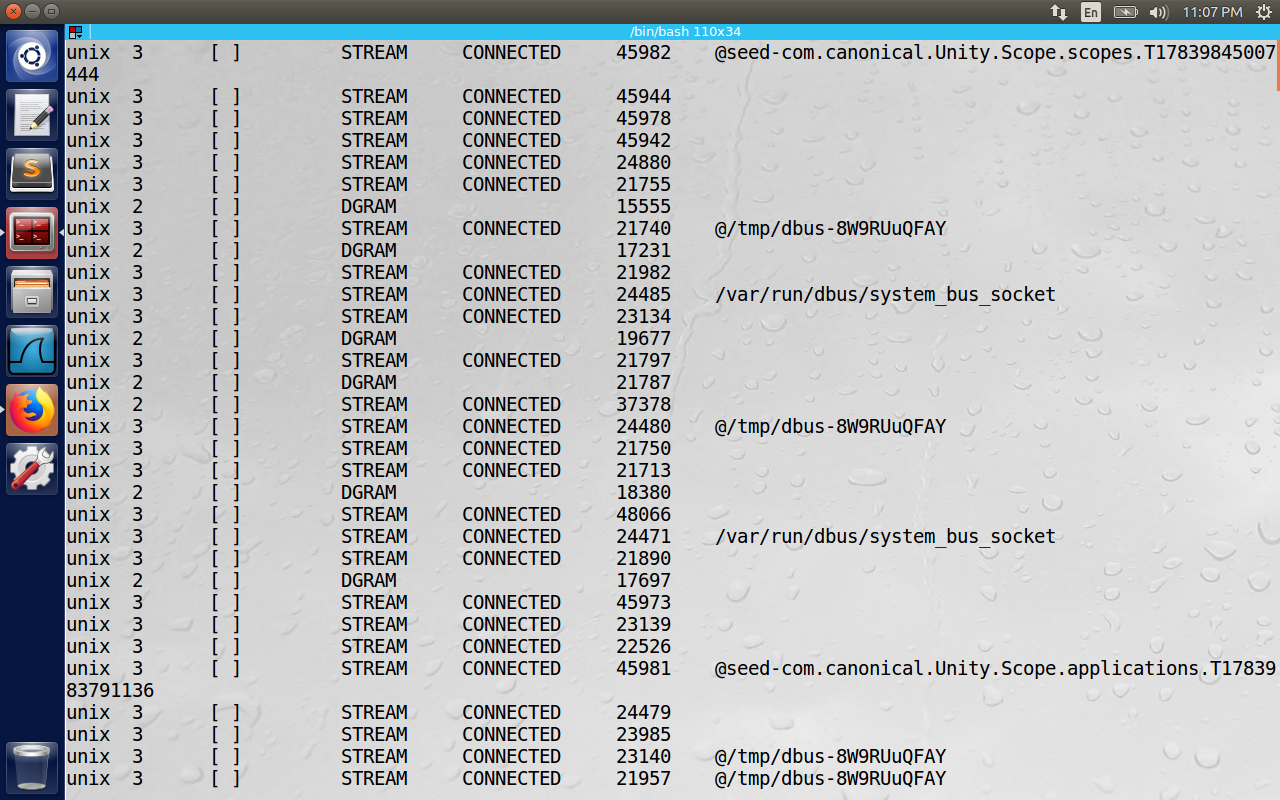 En 11:07 PM
/bin/bash 110x34
unix  3      [ ]         STREAM     CONNECTED     45982    @seed-com.canonical.Unity.Scope.scopes.T17839845007
444
unix  3      [ ]         STREAM     CONNECTED     45944
unix  3      [ ]         STREAM     CONNECTED     45978
unix  3      [ ]         STREAM     CONNECTED     45942
unix  3      [ ]         STREAM     CONNECTED     24880
unix  3      [ ]         STREAM     CONNECTED     21755
unix  2      [ ]         DGRAM                    15555
unix  3      [ ]         STREAM     CONNECTED     21740    @/tmp/dbus-8W9RUuQFAY
unix  2      [ ]         DGRAM                    17231
unix  3      [ ]         STREAM     CONNECTED     21982
unix  3      [ ]         STREAM     CONNECTED     24485    /var/run/dbus/system_bus_socket
unix  3      [ ]         STREAM     CONNECTED     23134
unix  2      [ ]         DGRAM                    19677
unix  3      [ ]         STREAM     CONNECTED     21797
unix  2      [ ]         DGRAM                    21787
unix  2      [ ]         STREAM     CONNECTED     37378
unix  3      [ ]         STREAM     CONNECTED     24480    @/tmp/dbus-8W9RUuQFAY
unix  3      [ ]         STREAM     CONNECTED     21750
unix  3      [ ]         STREAM     CONNECTED     21713
unix  2      [ ]         DGRAM                    18380
unix  3      [ ]         STREAM     CONNECTED     48066
unix  3      [ ]         STREAM     CONNECTED     24471    /var/run/dbus/system_bus_socket
unix  3      [ ]         STREAM     CONNECTED     21890
unix  2      [ ]         DGRAM                    17697
unix  3      [ ]         STREAM     CONNECTED     45973
unix  3      [ ]         STREAM     CONNECTED     23139
unix  3      [ ]         STREAM     CONNECTED     22526
unix  3      [ ]         STREAM     CONNECTED     45981    @seed-com.canonical.Unity.Scope.applications.T17839
83791136
unix  3      [ ]         STREAM     CONNECTED     24479
unix  3      [ ]         STREAM     CONNECTED     23985
unix  3      [ ]         STREAM     CONNECTED     23140    @/tmp/dbus-8W9RUuQFAY
unix  3      [ ]         STREAM     CONNECTED     21957    @/tmp/dbus-8W9RUuQFAY